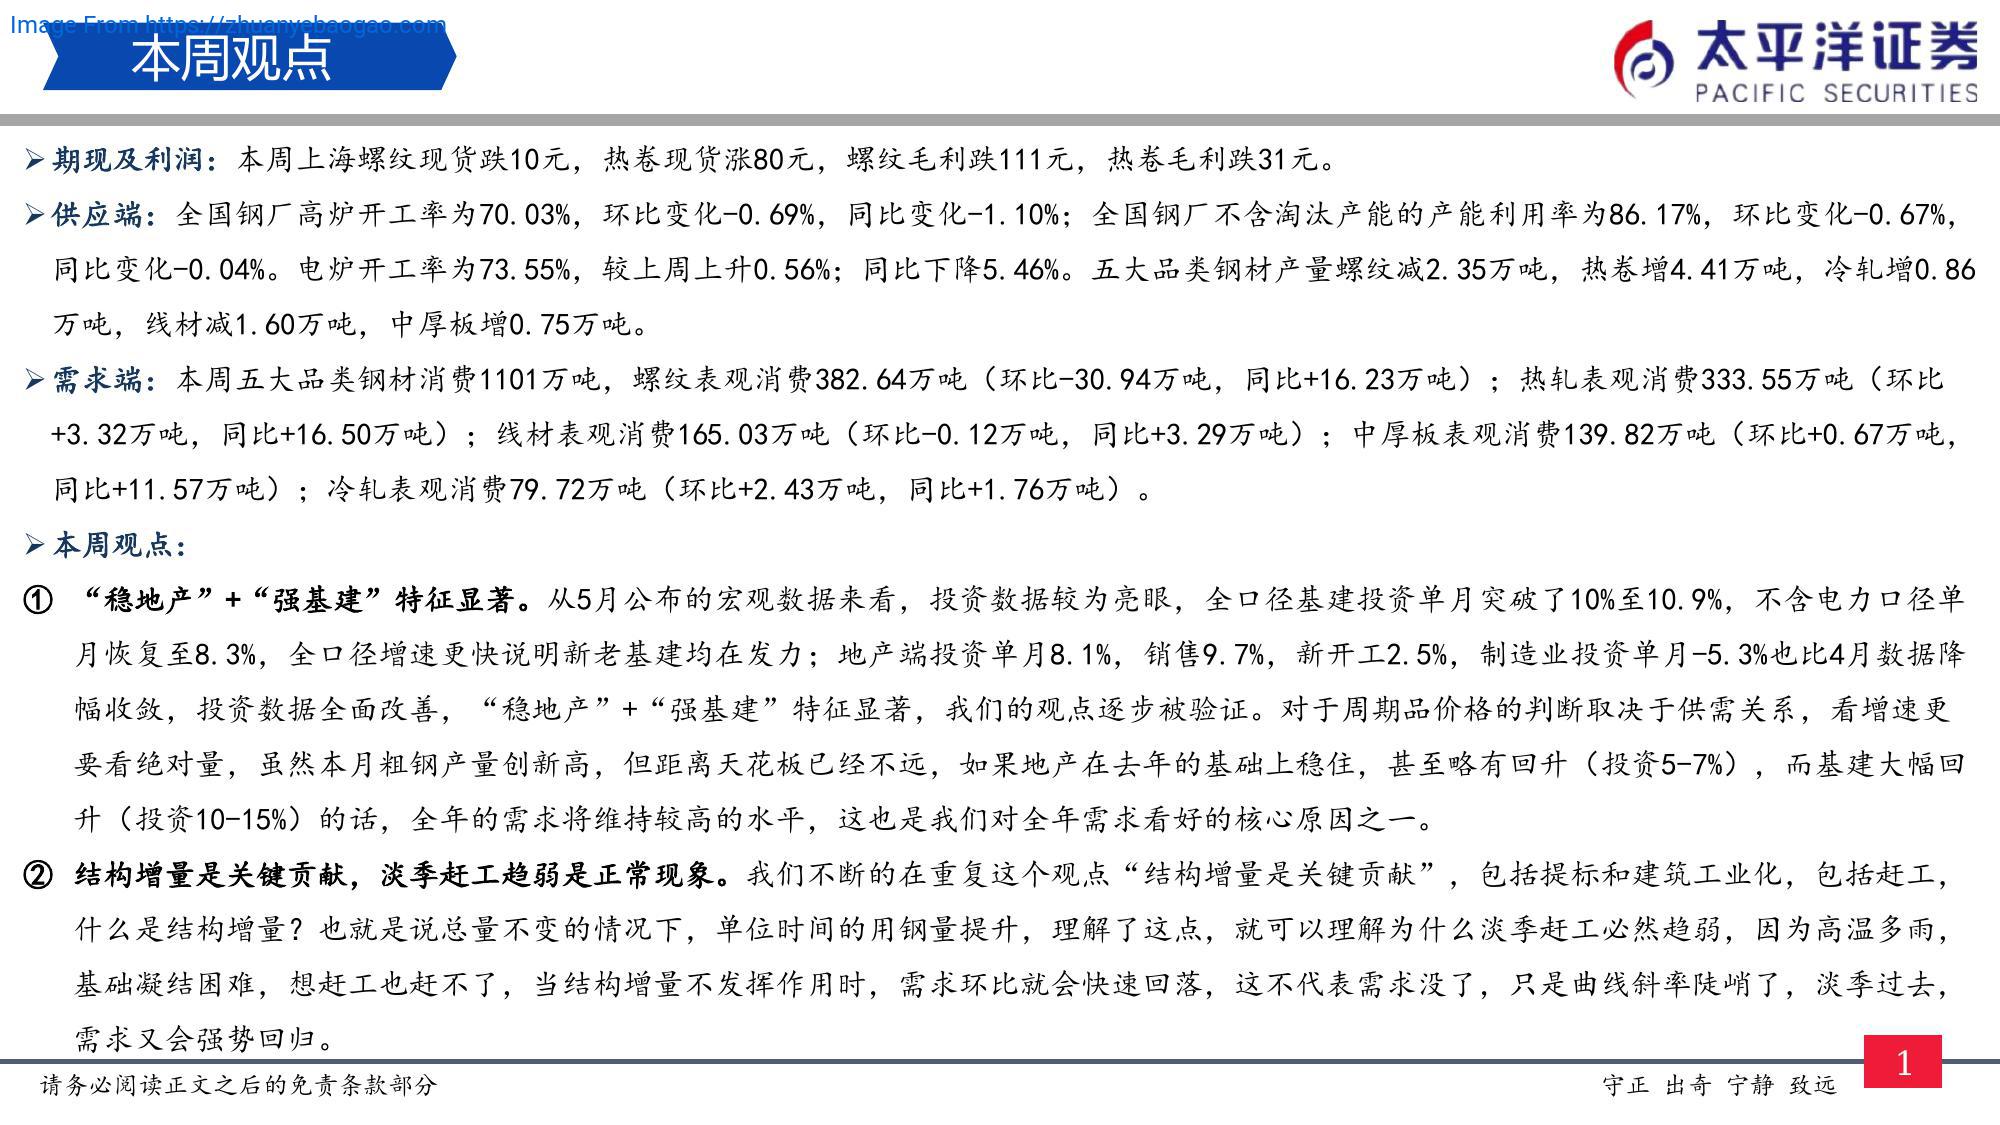 Image From https://zhuanyebaogao.com
本周观点
太平洋证券
PACIFIC SECURITIES
➢期现及利润：本周上海螺纹现货跌10元，热卷现货涨80元，螺纹毛利跌111元，热卷毛利跌31元。
➢供应端：全国钢厂高炉开工率为70.03%，环比变化-0.69%，同比变化-1.10%；全国钢厂不含淘汰产能的产能利用率为86.17%，环比变化-0.67%，
同比变化-0.04%。电炉开工率为73.55%，较上周上升0.56%；同比下降5.46%。五大品类钢材产量螺纹减2.35万吨，热卷增4.41万吨，冷轧增0.86
万吨，线材减1.60万吨，中厚板增0.75万吨。
➢需求端：本周五大品类钢材消费1101万吨，螺纹表观消费382.64万吨（环比-30.94万吨，同比+16.23万吨）；热轧表观消费333.55万吨（环比
+3.32万吨，同比+16.50万吨）；线材表观消费165.03万吨（环比-0.12万吨，同比+3.29万吨）；中厚板表观消费139.82万吨（环比+0.67万吨，
同比+11.57万吨）；冷轧表观消费79.72万吨（环比+2.43万吨，同比+1.76万吨）。
➢本周观点：
① “稳地产”+“强基建”特征显著。从5月公布的宏观数据来看，投资数据较为亮眼，全口径基建投资单月突破了10%至10.9%，不含电力口径单
月恢复至8.3%，全口径增速更快说明新老基建均在发力；地产端投资单月8.1%，销售9.7%，新开工2.5%，制造业投资单月-5.3%也比4月数据降
幅收敛，投资数据全面改善，“稳地产”+“强基建”特征显著，我们的观点逐步被验证。对于周期品价格的判断取决于供需关系，看增速更
要看绝对量，虽然本月粗钢产量创新高，但距离天花板已经不远，如果地产在去年的基础上稳住，甚至略有回升（投资5-7%），而基建大幅回
升（投资10-15%）的话，全年的需求将维持较高的水平，这也是我们对全年需求看好的核心原因之一。
② 结构增量是关键贡献，淡季赶工趋弱是正常现象。我们不断的在重复这个观点“结构增量是关键贡献”，包括提标和建筑工业化，包括赶工，
什么是结构增量？也就是说总量不变的情况下，单位时间的用钢量提升，理解了这点，就可以理解为什么淡季赶工必然趋弱，因为高温多雨，
基础凝结困难，想赶工也赶不了，当结构增量不发挥作用时，需求环比就会快速回落，这不代表需求没了，只是曲线斜率陡峭了，淡季过去，
需求又会强势回归。
请务必阅读正文之后的免责条款部分
守正 出奇 宁静 致远
1